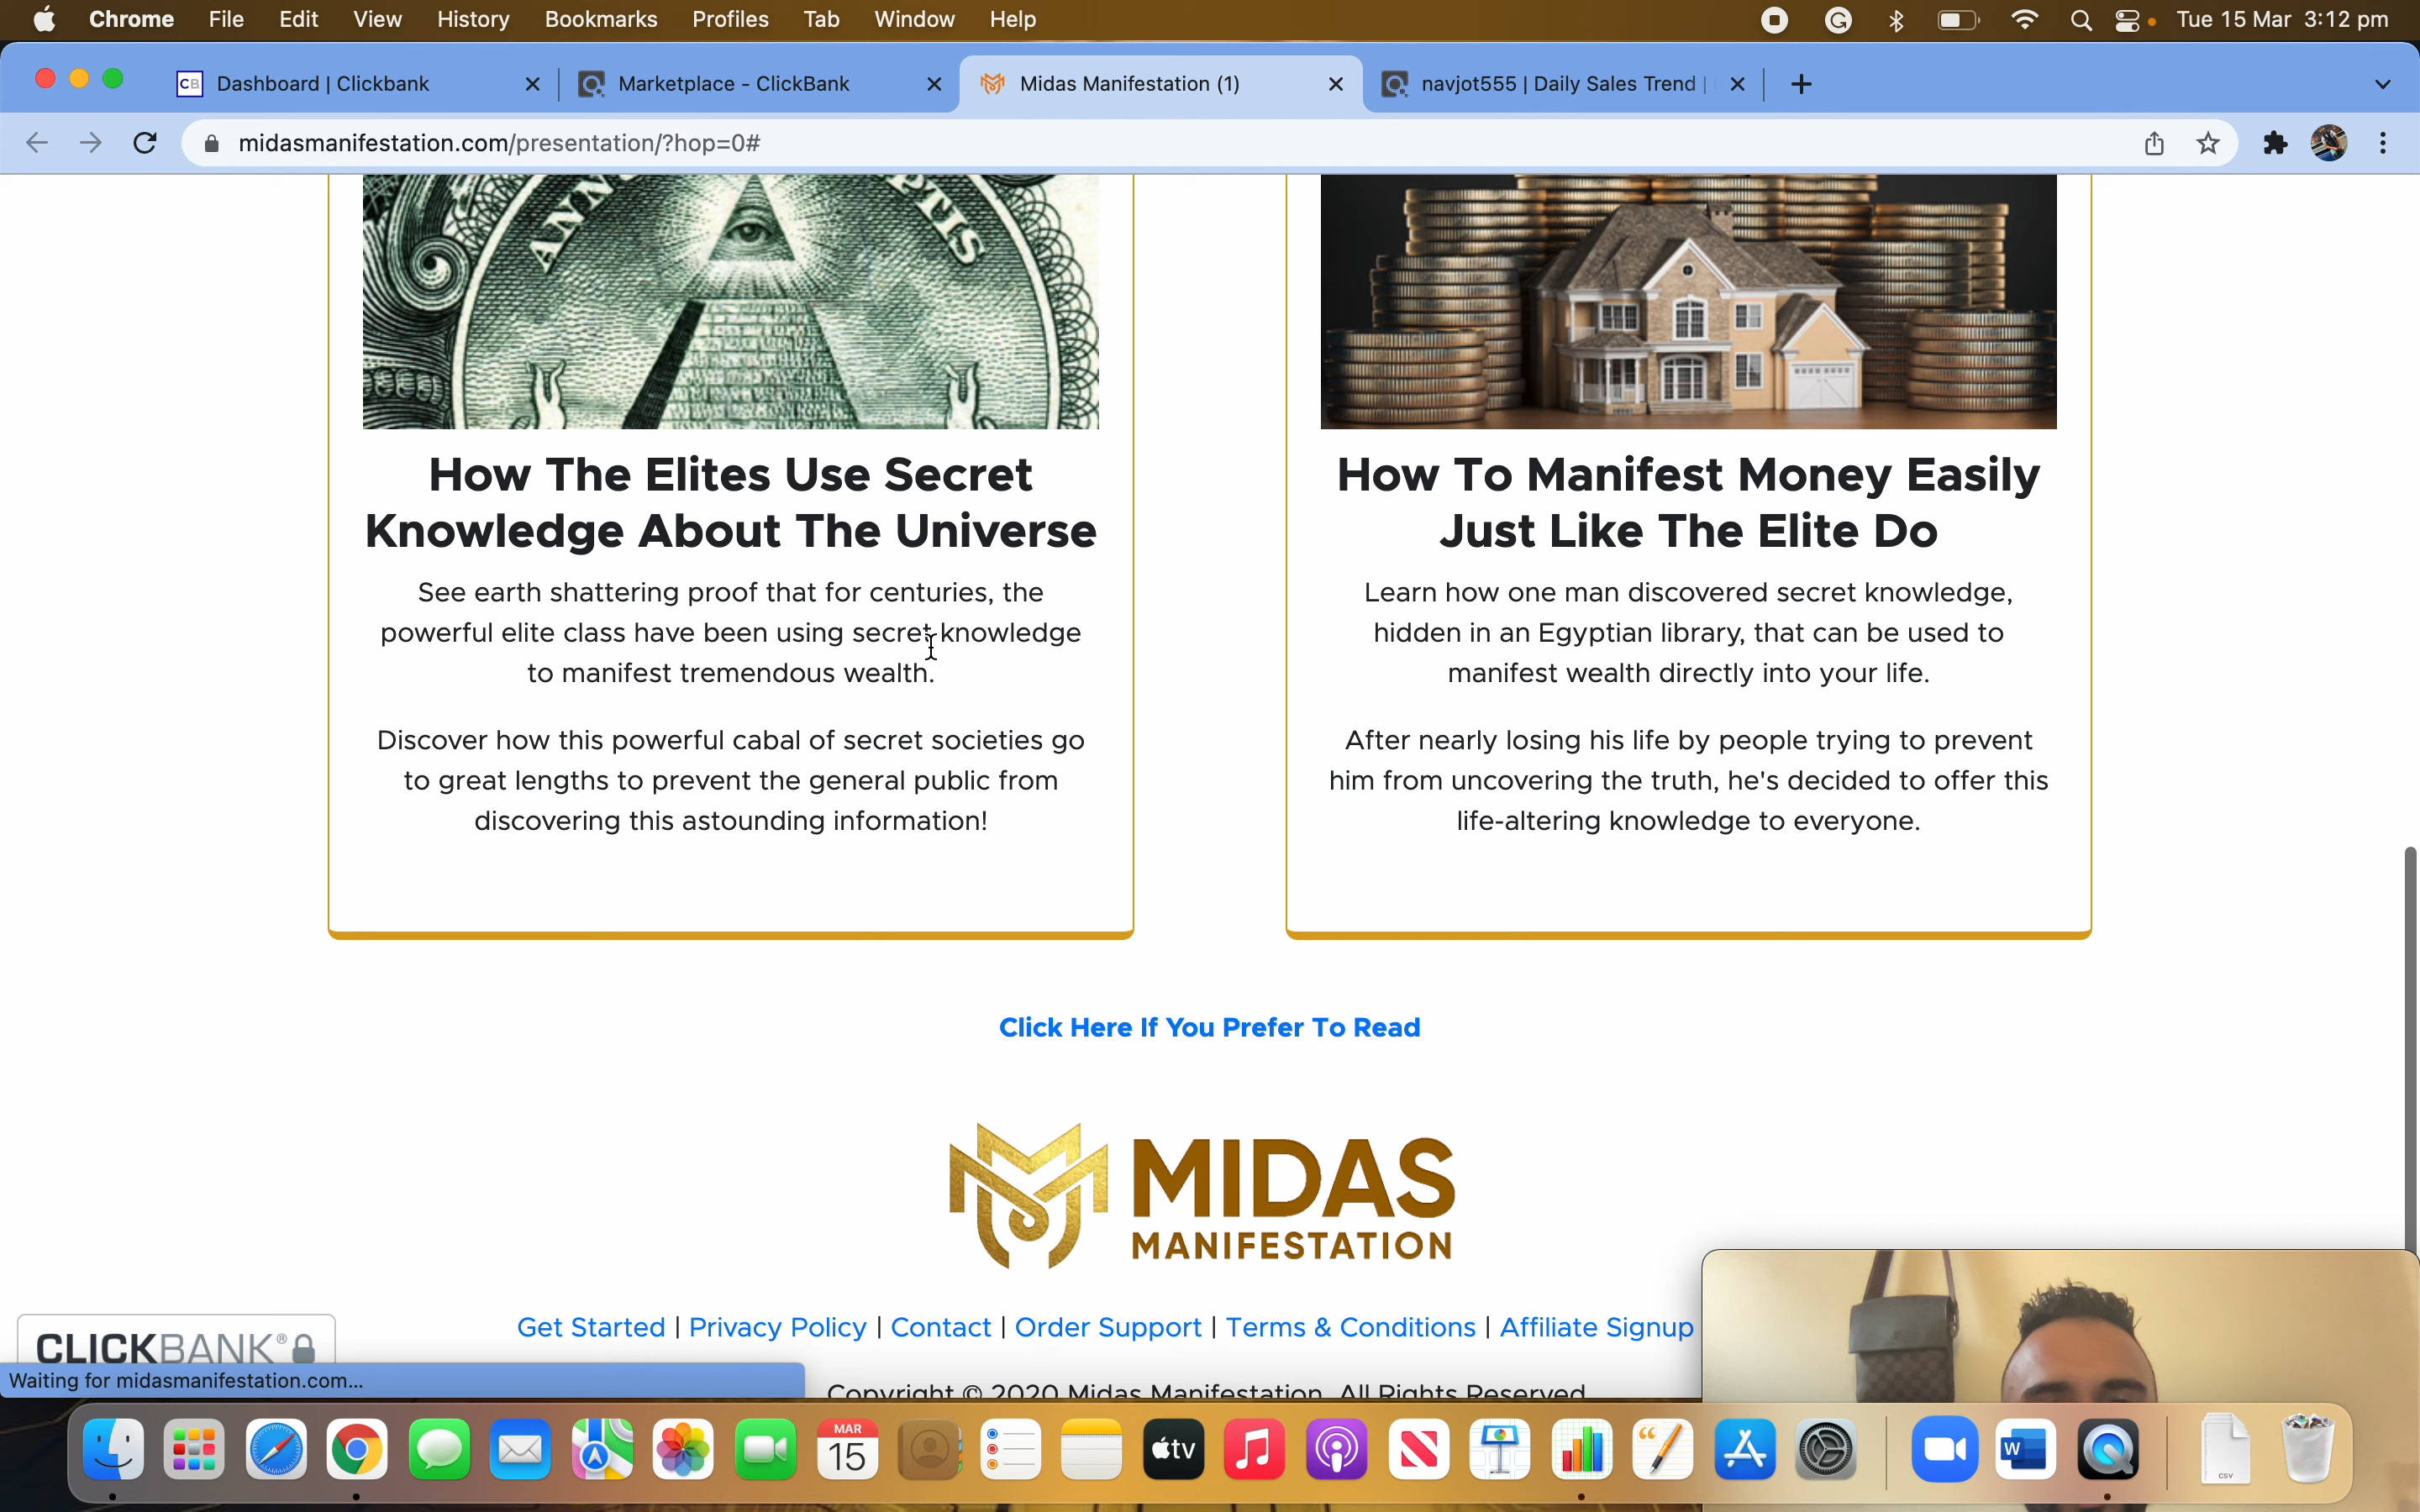 Chrome File Edit View History Bookmarks Profiles Tab Window Help Tue 15 Mar 3:12 pm
CB Dashboard | Clickbank Marketplace - ClickBank Midas Manifestation (1) navjot555 | Daily Sales Trend |
midasmanifestation.com/presentation/?hop=0#
ANN PTIS
How The Elites Use Secret
Knowledge About The Universe
See earth shattering proof that for centuries, the
powerful elite class have been using secret knowledge
to manifest tremendous wealth.
Discover how this powerful cabal of secret societies go
to great lengths to prevent the general public from
discovering this astounding information!
How To Manifest Money Easily
Just Like The Elite Do
Learn how one man discovered secret knowledge,
hidden in an Egyptian library, that can be used to
manifest wealth directly into your life.
After nearly losing his life by people trying to prevent
him from uncovering the truth, he's decided to offer this
life-altering knowledge to everyone.
Click Here If You Prefer To Read
MIDAS
MANIFESTATION
Get Started | Privacy Policy | Contact | Order Support | Terms & Conditions | Affiliate Signup
CLICKBANK®
Waiting for midasmanifestation.com...
Copyright © 2020 Midas Manifestation. All Rights Reserved
MAR
15
tv
W
CSV